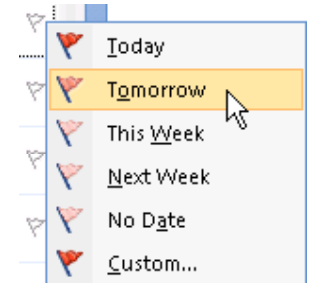 Today
Tomorrow
This Week
Next Week
No Date
Custom...